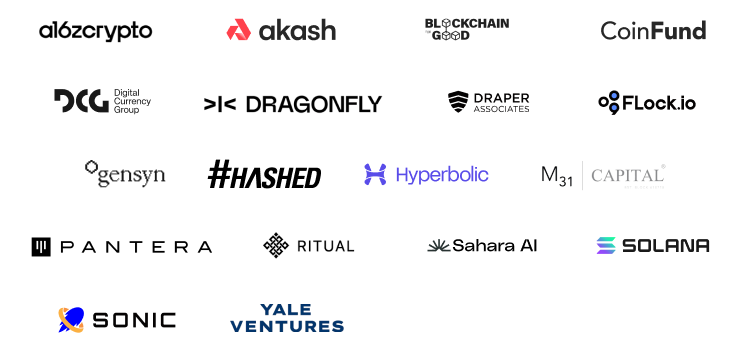 a16zcrypto
akash
BLOCKCHAIN
THE GOOD
CoinFund
DCG Digital Currency Group
DRAGONFLY
DRAPER
ASSOCIATES
FLock.io
gensyn
#HASHED
Hyperbolic
M31 CAPITAL
PANTERA
RITUAL
Sahara AI
SOLANA
SONIC
YALE
VENTURES